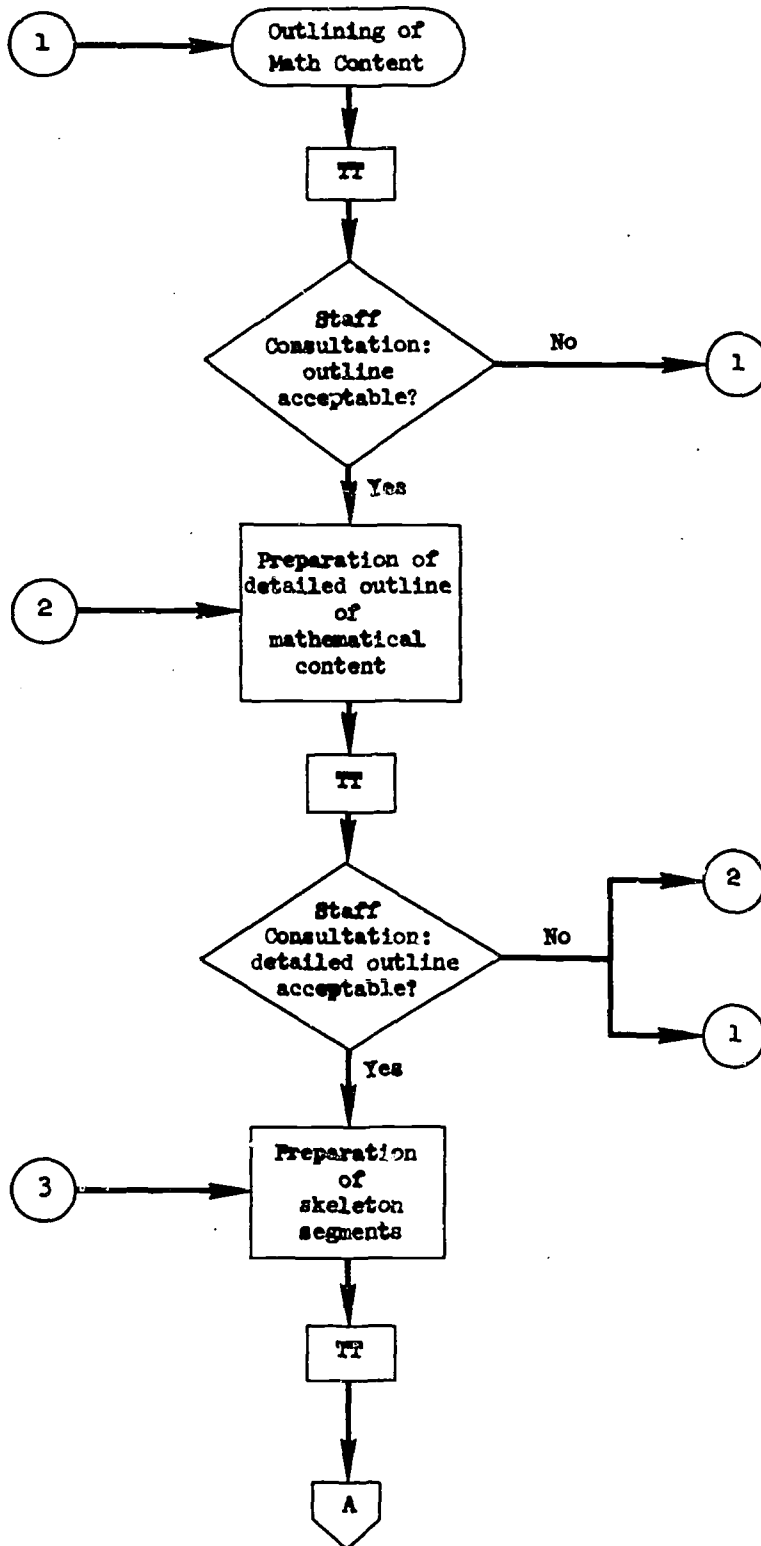 1
Outlining of
Math Content
TT
Staff
Consultation:
outline
acceptable?
No
1
Yes
2
Preparation of
detailed outline
of
mathematical
content
TT
Staff
Consultation:
detailed outline
acceptable?
No
2
1
Yes
3
Preparation
of
skeleton
segments
TT
A